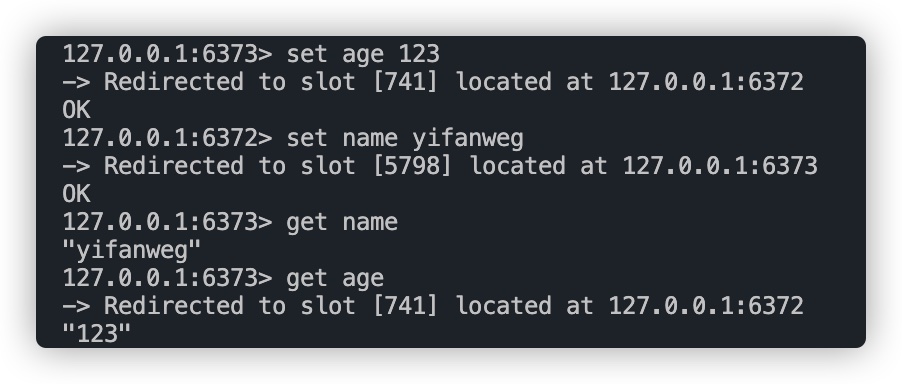 127.0.0.1:6373> set age 123
-> Redirected to slot [741] located at 127.0.0.1:6372
OK
127.0.0.1:6372> set name yifanweg
-> Redirected to slot [5798] located at 127.0.0.1:6373
OK
127.0.0.1:6373> get name
"yifanweg"
127.0.0.1:6373> get age
-> Redirected to slot [741] located at 127.0.0.1:6372
"123"